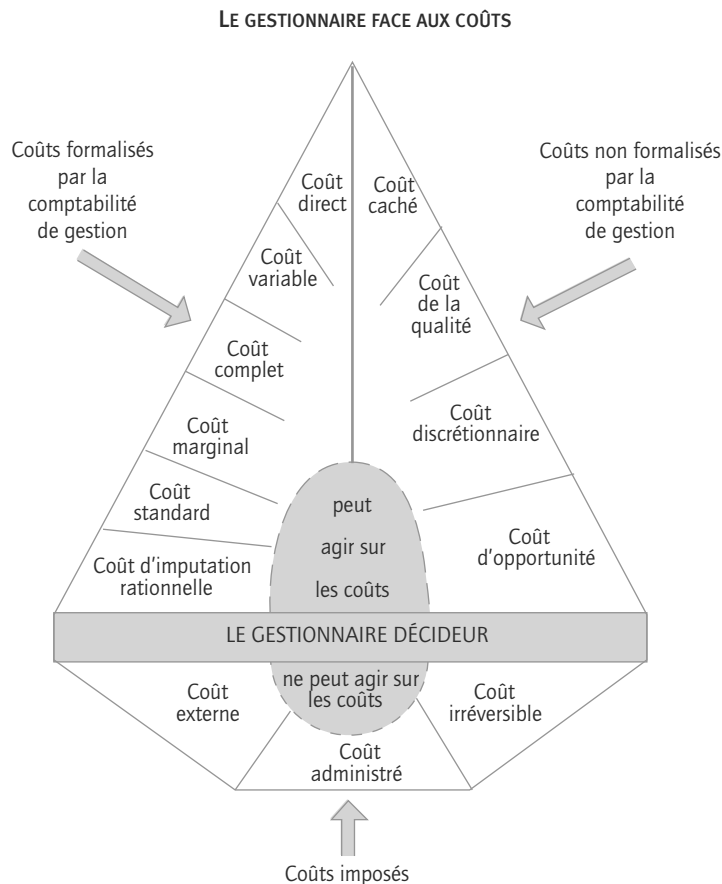 LE GESTIONNAIRE FACE AUX COÛTS
Coûts formalisés
par la
comptabilité
de gestion
Coûts non formalisés
par la
comptabilité
de gestion
Coût
direct
Coût
caché
Coût
variable
Coût
de la
qualité
Coût
complet
Coût
discrétionnaire
Coût
marginal
Coût
standard
Coût
d'opportunité
Coût d'imputation
rationnelle
peut
agir sur
les coûts
LE GESTIONNAIRE DÉCIDEUR
ne peut agir sur
les coûts
Coût
externe
Coût
irréversible
Coût
administré
Coûts imposés